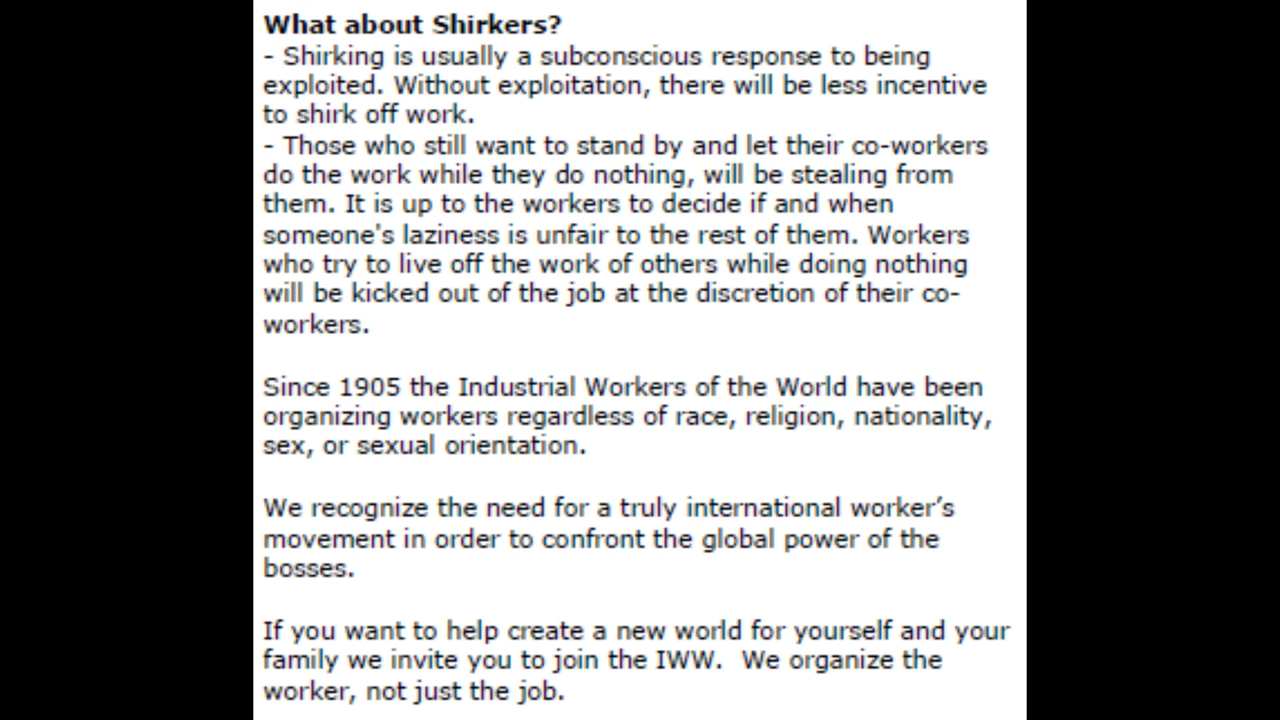 What about Shirkers?
- Shirking is usually a subconscious response to being
exploited. Without exploitation, there will be less incentive
to shirk off work.
- Those who still want to stand by and let their co-workers
do the work while they do nothing, will be stealing from
them. It is up to the workers to decide if and when
someone's laziness is unfair to the rest of them. Workers
who try to live off the work of others while doing nothing
will be kicked out of the job at the discretion of their co-
workers.
Since 1905 the Industrial Workers of the World have been
organizing workers regardless of race, religion, nationality,
sex, or sexual orientation.
We recognize the need for a truly international worker’s
movement in order to confront the global power of the
bosses.
If you want to help create a new world for yourself and your
family we invite you to join the IWW.  We organize the
worker, not just the job.